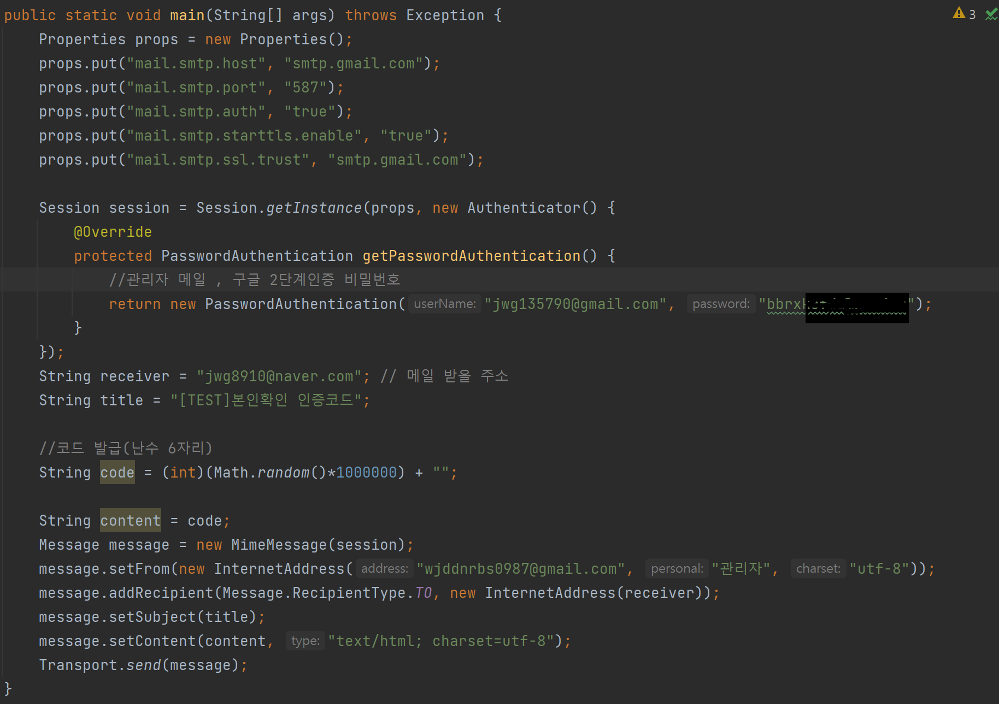 public static void main(String[] args) throws Exception {
3
    Properties props = new Properties();
    props.put("mail.smtp.host", "smtp.gmail.com");
    props.put("mail.smtp.port", "587");
    props.put("mail.smtp.auth", "true");
    props.put("mail.smtp.starttls.enable", "true");
    props.put("mail.smtp.ssl.trust", "smtp.gmail.com");
    Session session = Session.getInstance(props, new Authenticator() {
        @Override
        protected PasswordAuthentication getPasswordAuthentication() {
            //관리자 메일 , 구글 2단계인증 비밀번호
            return new PasswordAuthentication( userName: "jwg135790@gmail.com", password: ");
        }
    });
    String receiver = "jwg8910@naver.com"; // 메일 받을 주소
    String title = "[TEST]본인확인 인증코드";
    //코드 발급(난수 6자리)
    String code = (int)(Math.random()*1000000) + "";
    String content = code;
    Message message = new MimeMessage(session);
    message.setFrom(new InternetAddress( address: "wjddnrbs0987@gmail.com", personal: "관리자", charset: "utf-8"));
    message.addRecipient(Message.RecipientType.TO, new InternetAddress(receiver));
    message.setSubject(title);
    message.setContent(content, type: "text/html; charset=utf-8");
    Transport.send(message);
}